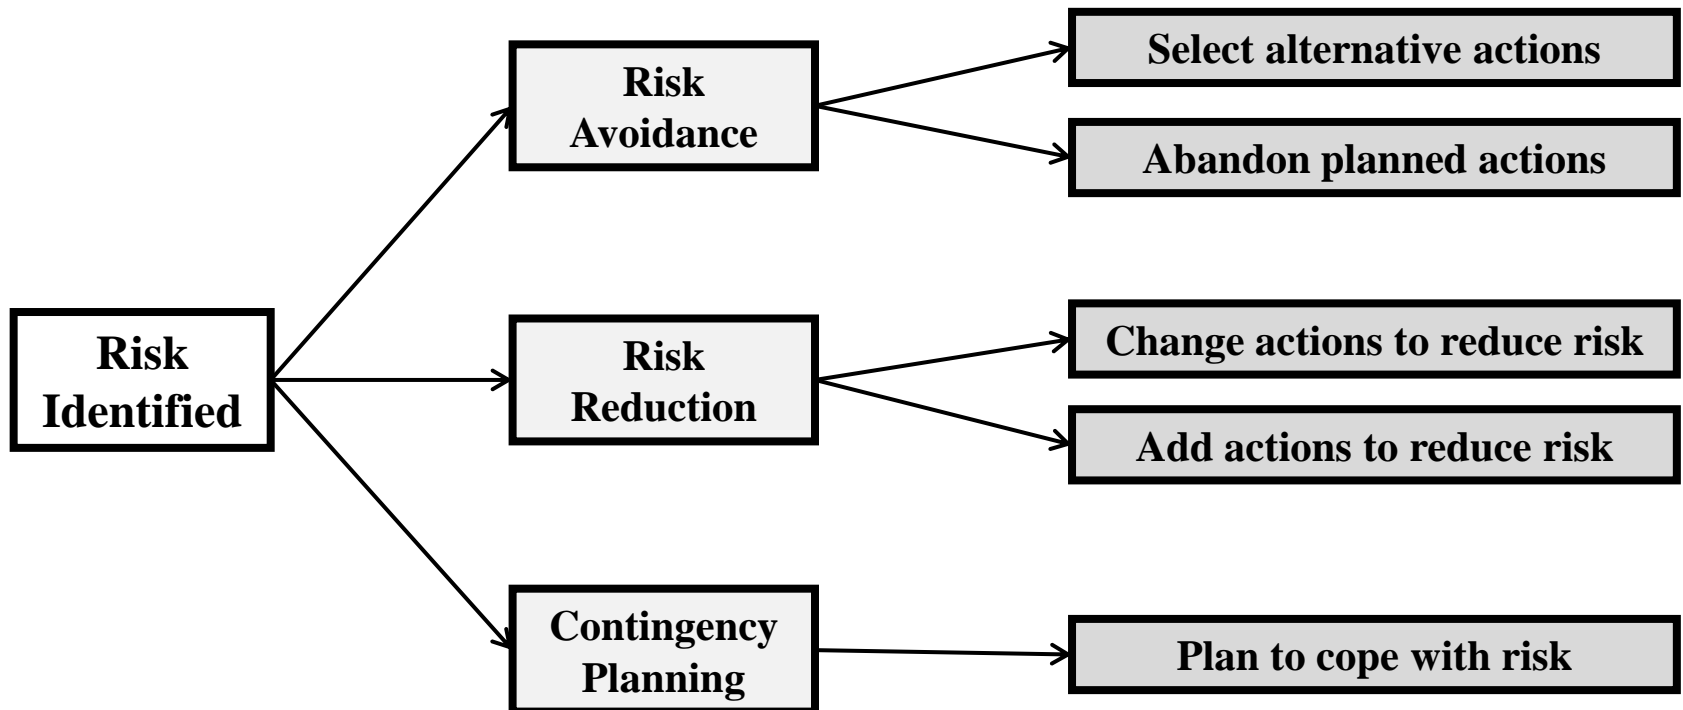 Risk
Identified
Risk
Avoidance
Select alternative actions
Abandon planned actions
Risk
Reduction
Change actions to reduce risk
Add actions to reduce risk
Contingency
Planning
Plan to cope with risk